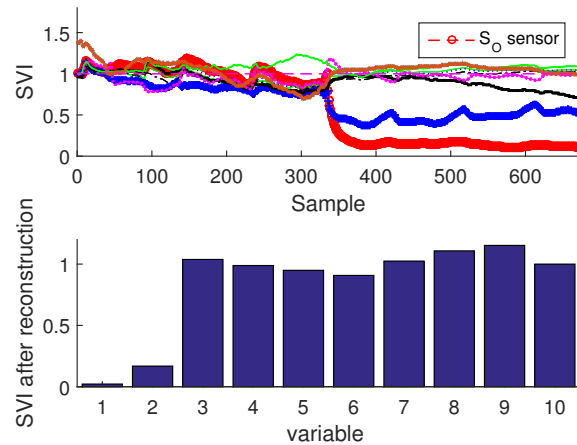 SVI
1.5
1
0.5
0
S_O sensor
0 100 200 300 400 500 600
Sample
SVI after reconstruction
1
0.5
0
1 2 3 4 5 6 7 8 9 10
variable